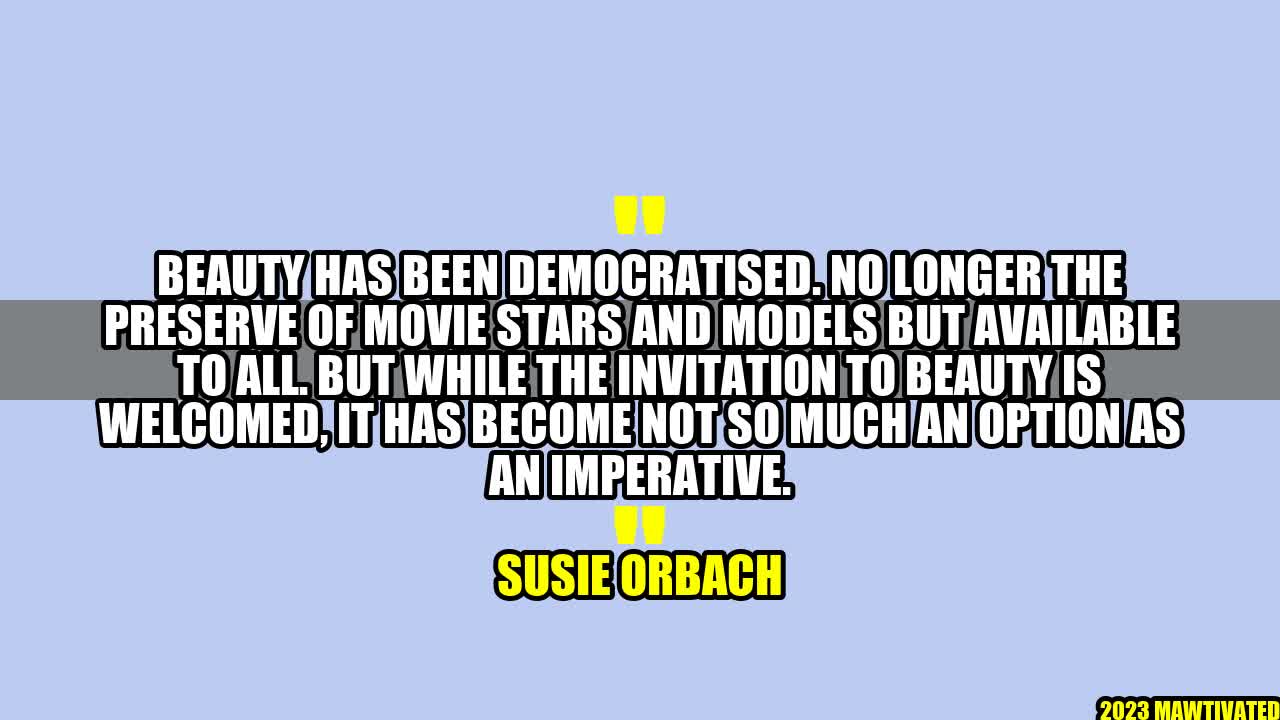 "
BEAUTY HAS BEEN DEMOCRATISED. NO LONGER THE
PRESERVE OF MOVIE STARS AND MODELS BUT AVAILABLE
TO ALL. BUT WHILE THE INVITATION TO BEAUTY IS
WELCOMED, IT HAS BECOME NOT SO MUCH AN OPTION AS
AN IMPERATIVE.
"
SUSIE ORBACH
2023 MAWTIVATED